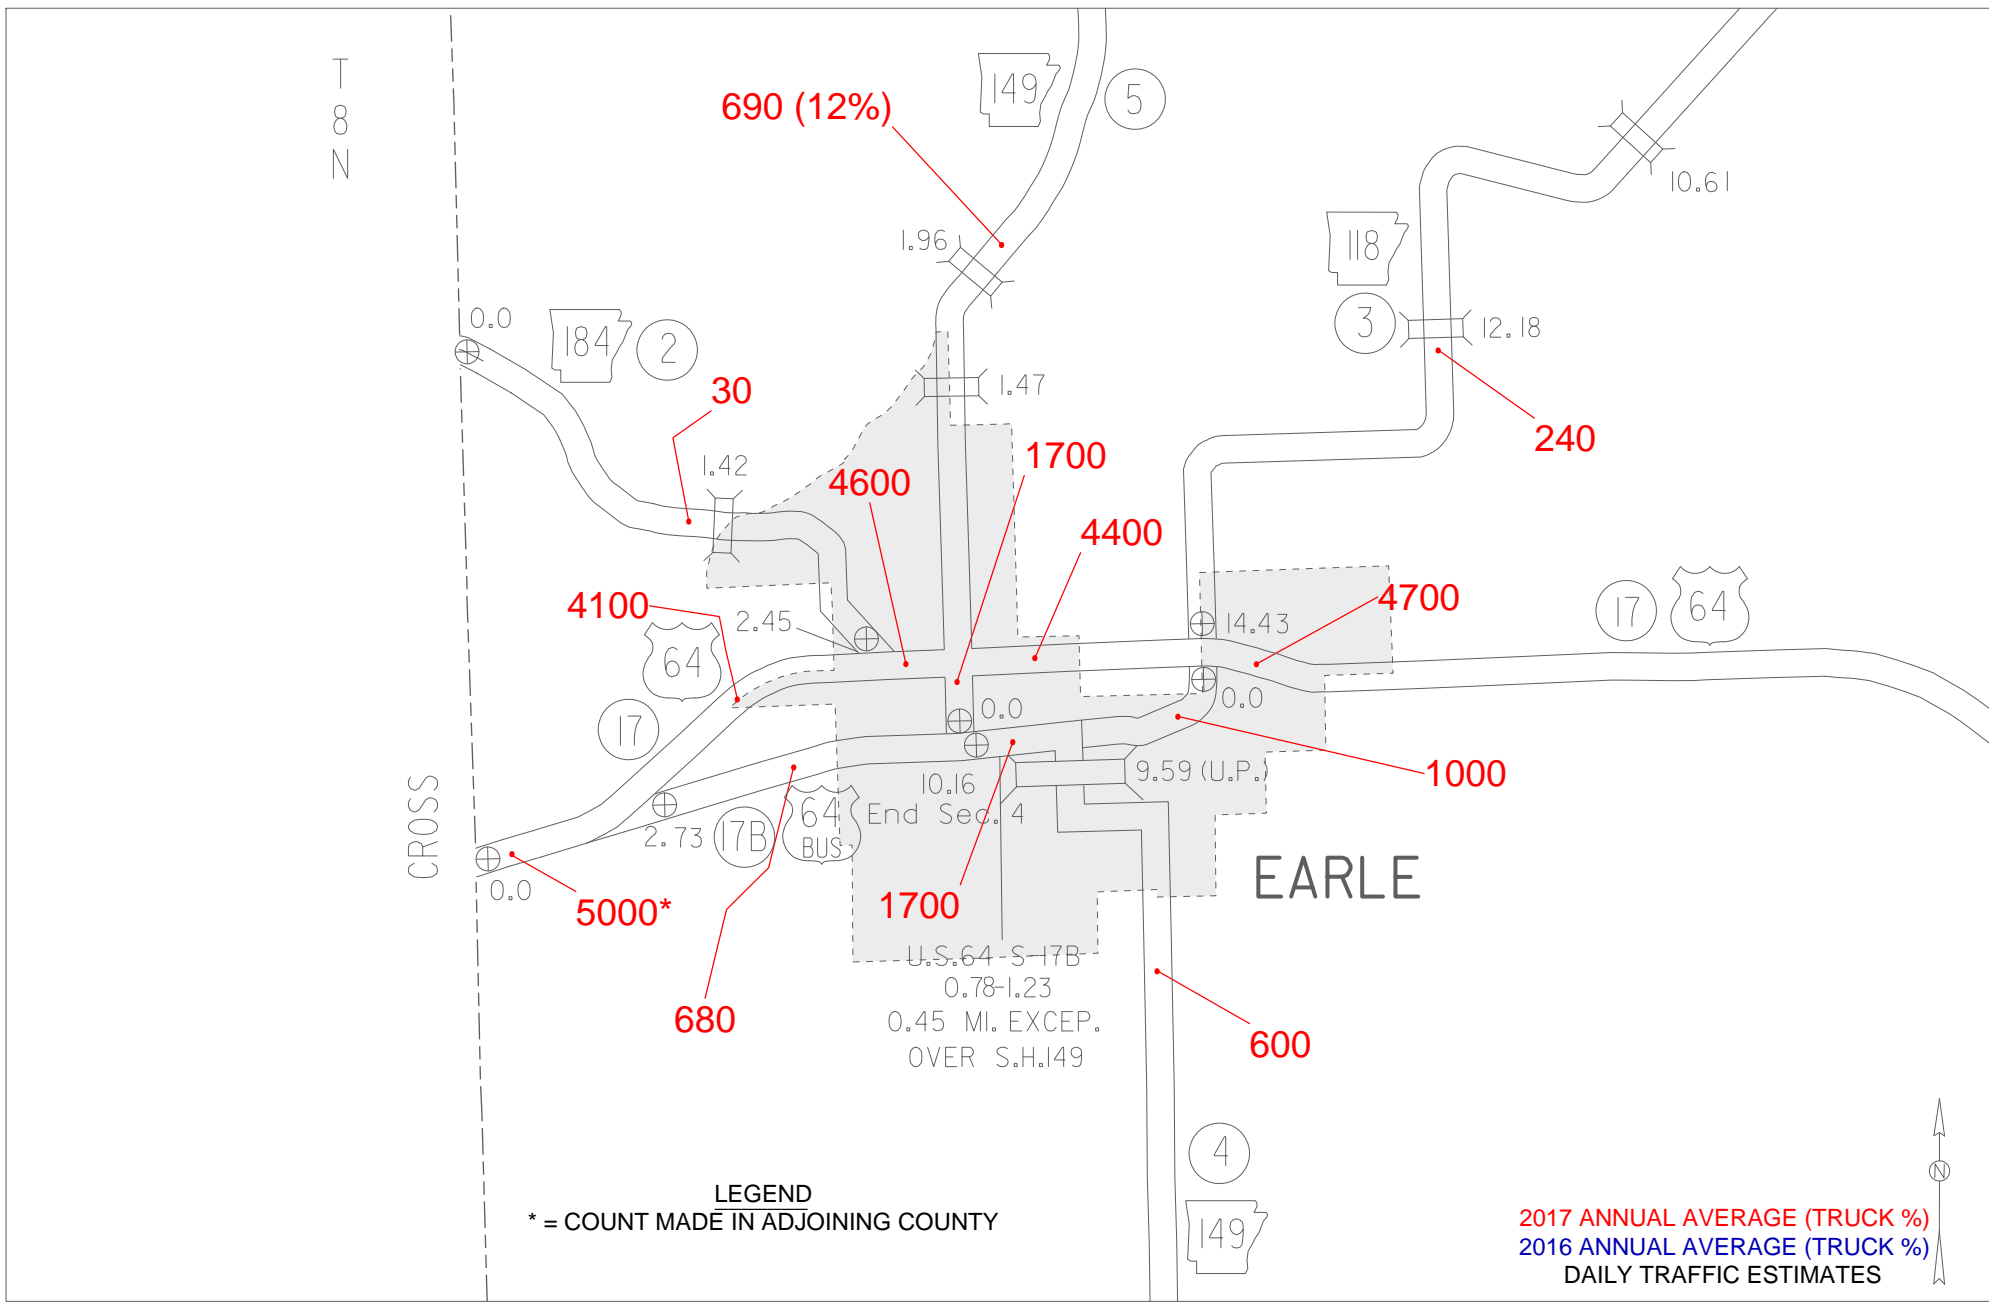 T
8
N
149
5
690 (12%)
10.61
1.96
118
3
12.18
0.0
184
2
1.47
30
240
1.42
1700
4600
4400
4100
2.45
14.43
4700
17
64
64
0.0
0.0
17
1000
9.59 (U.P.)
10.16
End Sec. 4
CROSS
2.73
17B
64
BUS
EARLE
0.0
5000*
1700
U.S.64 S-17B
0.78-1.23
0.45 MI. EXCEP.
OVER S.H.149
680
600
4
149
N
LEGEND
* = COUNT MADE IN ADJOINING COUNTY
2017 ANNUAL AVERAGE (TRUCK %)
2016 ANNUAL AVERAGE (TRUCK %)
DAILY TRAFFIC ESTIMATES